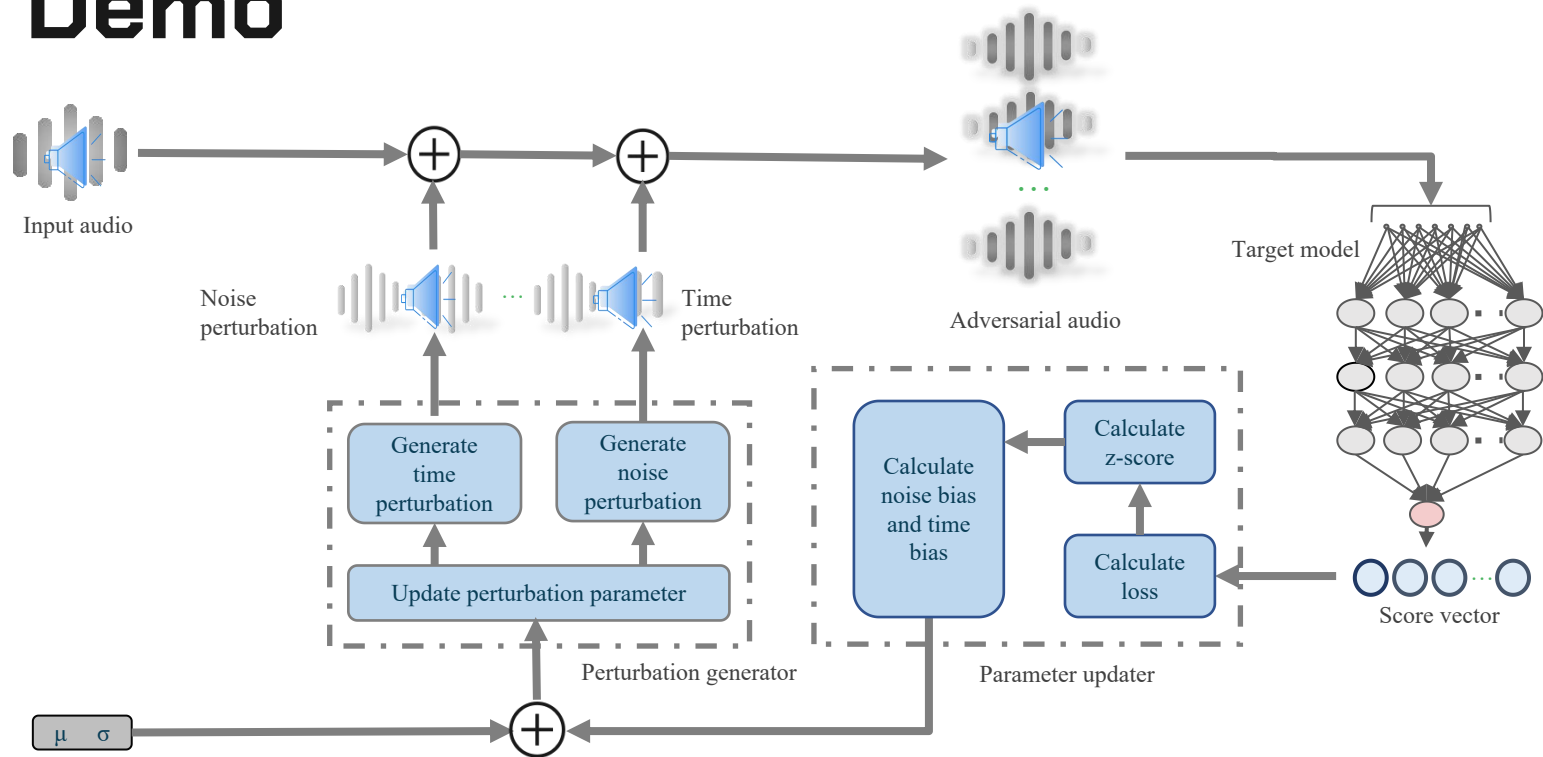 Demo
Input audio
Target model
Noise
perturbation
Time
perturbation
Adversarial audio
Generate
time
perturbation
Generate
noise
perturbation
Update perturbation parameter
Perturbation generator
Calculate
noise bias
and time
bias
Calculate
z-score
Calculate
loss
Parameter updater
Score vector
μ σ